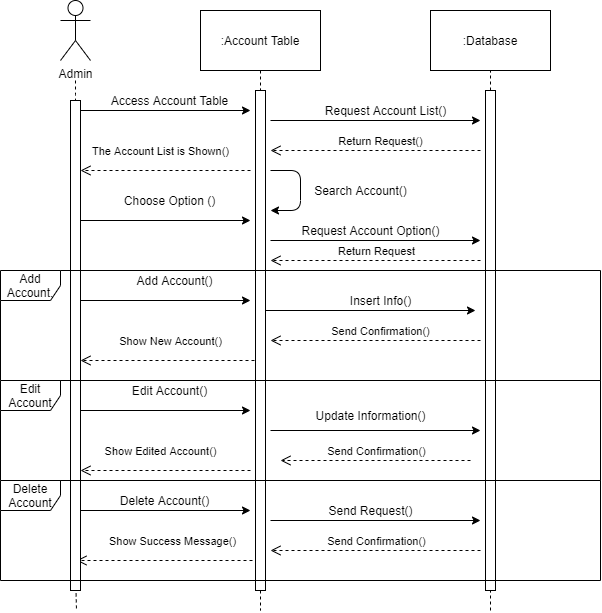 :Account Table
:Database
Admin
Access Account Table
Request Account List()
Return Request()
The Account List is Shown()
Search Account()
Choose Option ()
Request Account Option()
Return Request
Add
Account
Add Account()
Insert Info()
Send Confirmation()
Show New Account()
Edit
Account
Edit Account()
Update Information()
Show Edited Account()
Send Confirmation()
Delete
Account
Delete Account()
Send Request()
Show Success Message()
Send Confirmation()